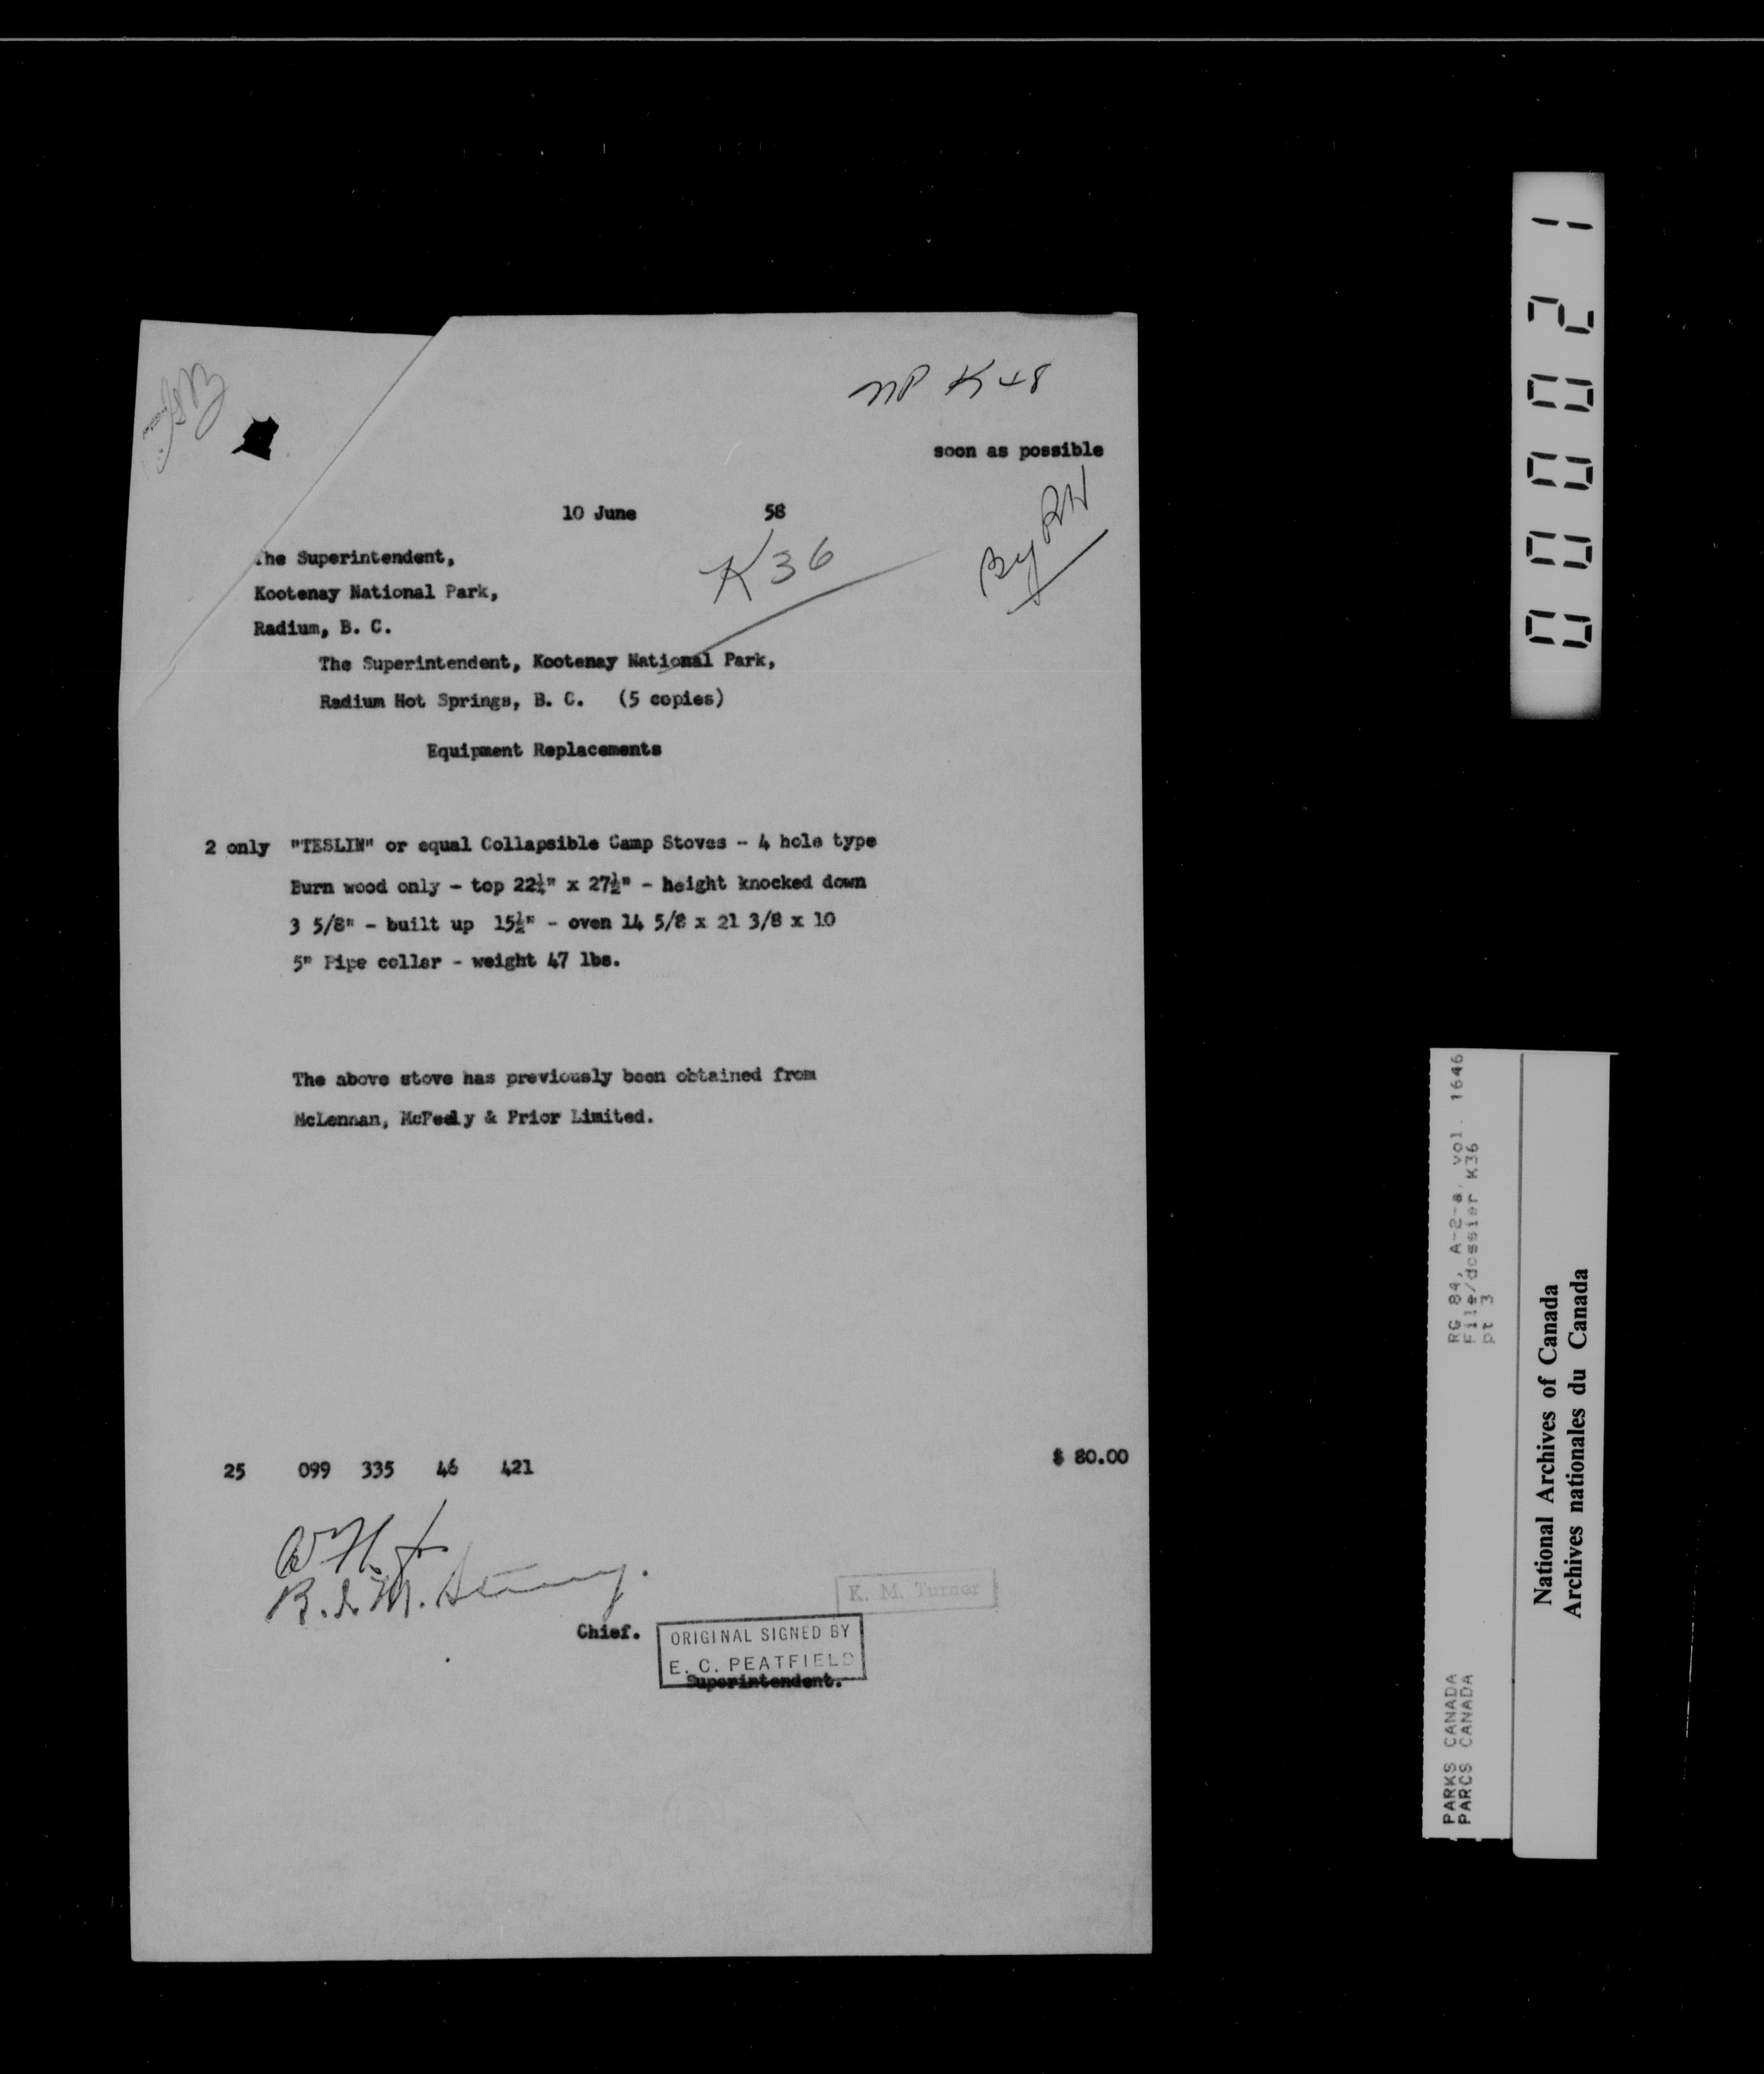 NP K48
soon as possible
10 June 58
K36
By RW
The Superintendent,
Kootenay National Park,
Radium, B. C.
The Superintendent, Kootenay National Park,
Radium Hot Springs, B. C. (5 copies)
Equipment Replacements
2 only "TESLIN" or equal Collapsible Camp Stoves -- 4 hole type
Burn wood only - top 22¼" x 27½" - height knocked down
3 5/8" - built up 15½" - oven 14 5/8 x 21 3/8 x 10
5" Pipe collar - weight 47 lbs.
The above stove has previously been obtained from
McLennan, McFeely & Prior Limited.
25 099 335 46 421 $ 80.00
K. M. Turner
Chief.
ORIGINAL SIGNED BY
E. C. PEATFIELD
Superintendent.
000021
RG 84, A-2-a, vol. 1646
File/dossier K36
pt 3
PARKS CANADA
PARCS CANADA
National Archives of Canada
Archives nationales du Canada